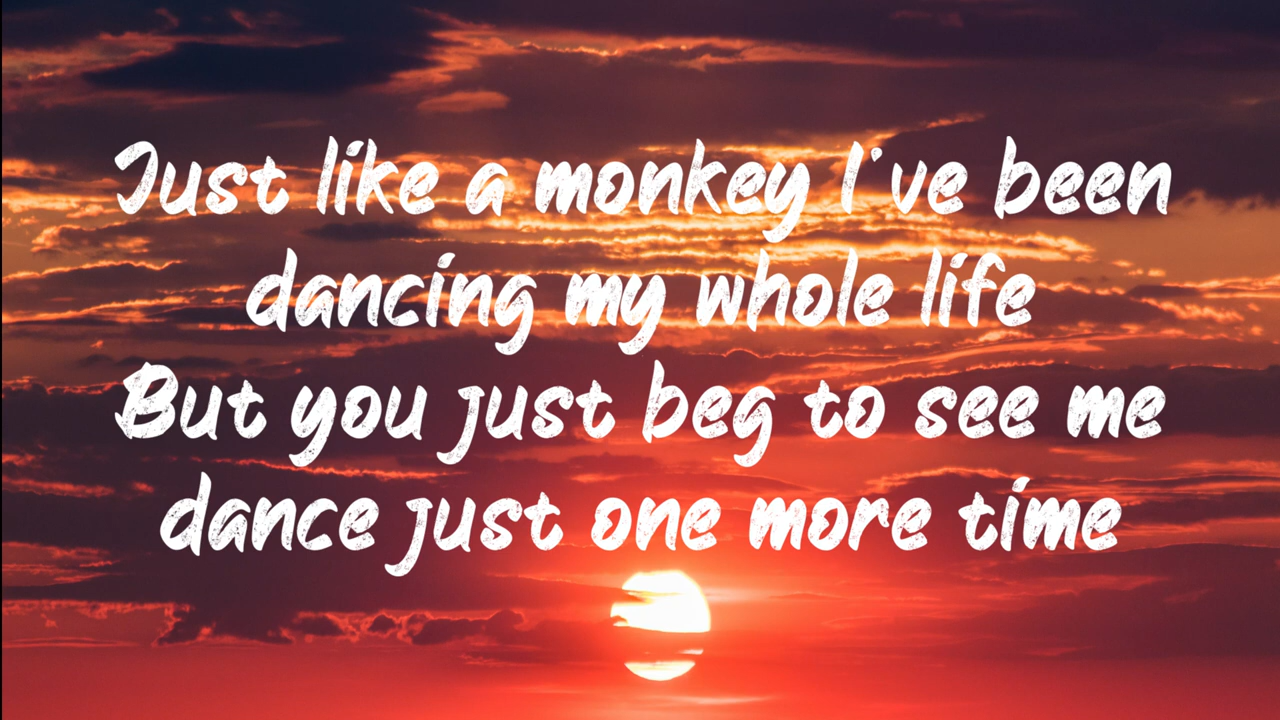 Just like a monkey I've been
dancing my whole life
But you just beg to see me
dance just one more time